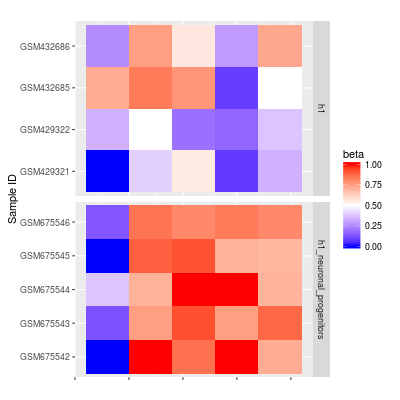 GSM432686
GSM432685
GSM429322
GSM429321
h1
GSM675546
GSM675545
GSM675544
GSM675543
GSM675542
h1_neuronal_progenitors
Sample ID
beta
1.00
0.75
0.50
0.25
0.00